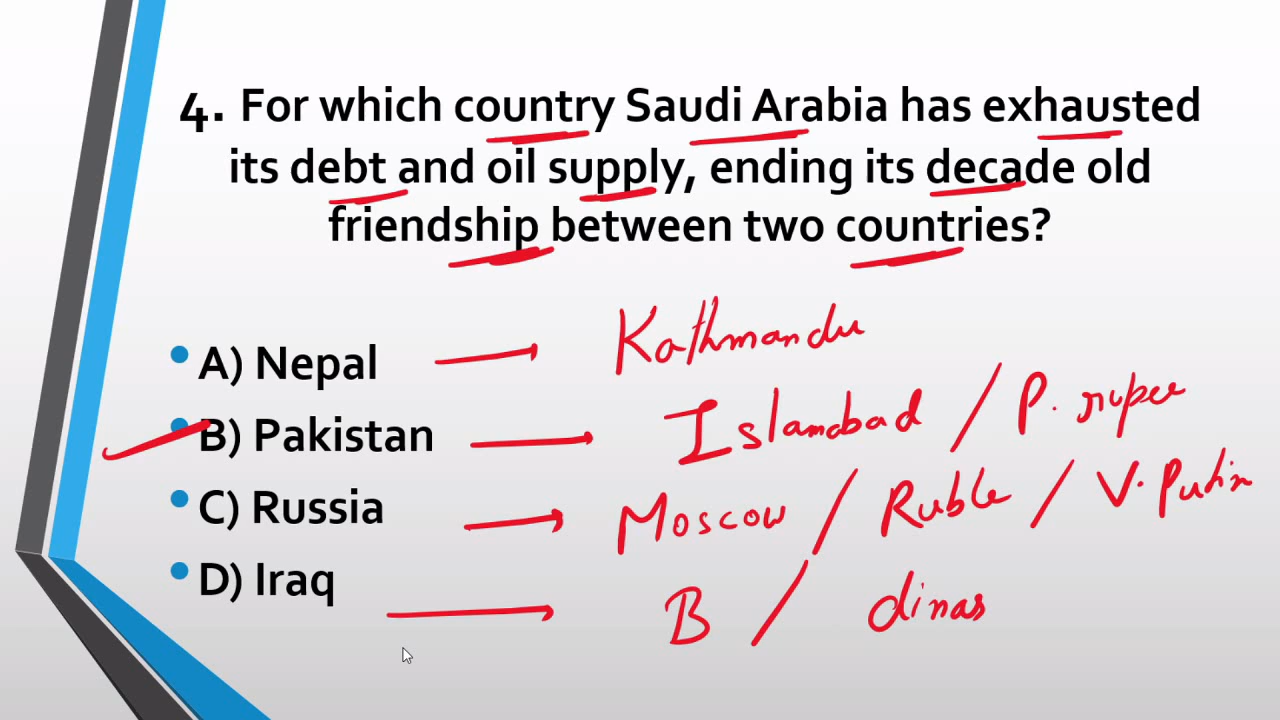 4. For which country Saudi Arabia has exhausted
its debt and oil supply, ending its decade old
friendship between two countries?
A) Nepal Kathmandu
B) Pakistan Islamabad / P. rupee
C) Russia Moscow / Ruble / V. Putin
D) Iraq B / dinar